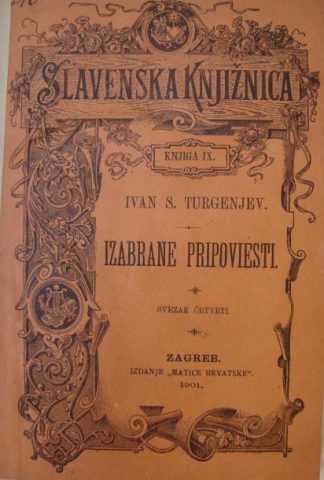 SLAVENSKA KNJIŽNICA
KNJIGA IX.
IVAN S. TURGENJEV.
IZABRANE PRIPOVIESTI.
SVEZAK ČETVRTI.
ZAGREB.
IZDANJE „MATICE HRVATSKE“.
1901.